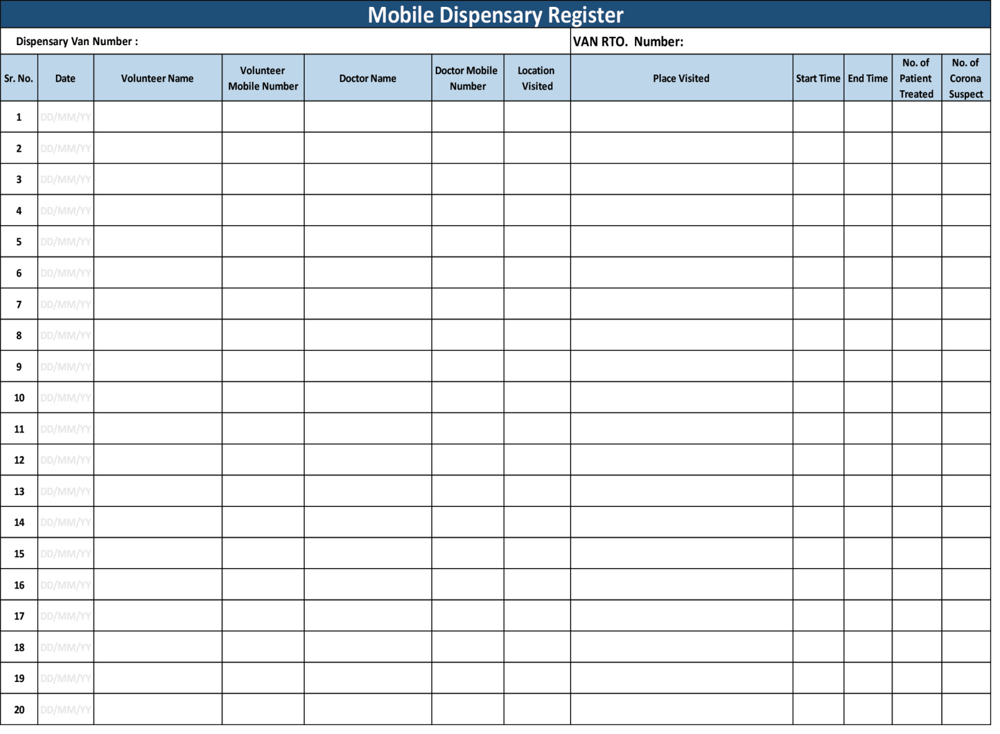 Mobile Dispensary Register
Dispensary Van Number : VAN RTO.  Number:
Sr. No. Date Volunteer Name Volunteer Mobile Number Doctor Name Doctor Mobile Number Location Visited Place Visited Start Time End Time No. of Patient Treated No. of Corona Suspect
1 DD/MM/YY
2 DD/MM/YY
3 DD/MM/YY
4 DD/MM/YY
5 DD/MM/YY
6 DD/MM/YY
7 DD/MM/YY
8 DD/MM/YY
9 DD/MM/YY
10 DD/MM/YY
11 DD/MM/YY
12 DD/MM/YY
13 DD/MM/YY
14 DD/MM/YY
15 DD/MM/YY
16 DD/MM/YY
17 DD/MM/YY
18 DD/MM/YY
19 DD/MM/YY
20 DD/MM/YY